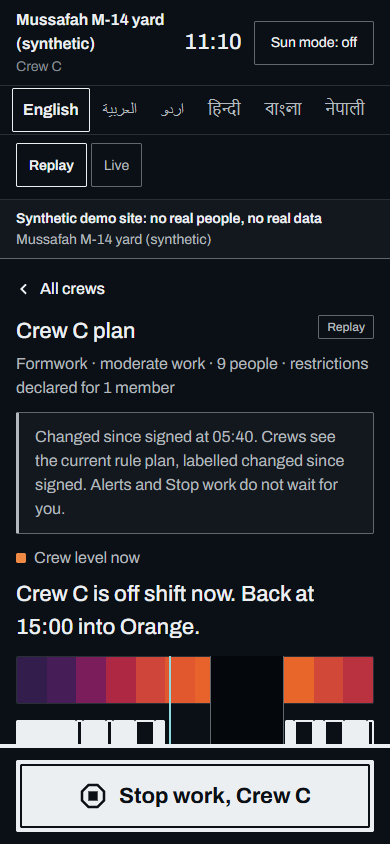 Mussafah M-14 yard
(synthetic)
Crew C
11:10
Sun mode: off
English
العربية
اردو
हिन्दी
বাংলা
नेपाली
Replay
Live
Synthetic demo site: no real people, no real data
Mussafah M-14 yard (synthetic)
All crews
Crew C plan
Replay
Formwork · moderate work · 9 people · restrictions
declared for 1 member
Changed since signed at 05:40. Crews see
the current rule plan, labelled changed since
signed. Alerts and Stop work do not wait for
you.
Crew level now
Crew C is off shift now. Back at
15:00 into Orange.
Stop work, Crew C